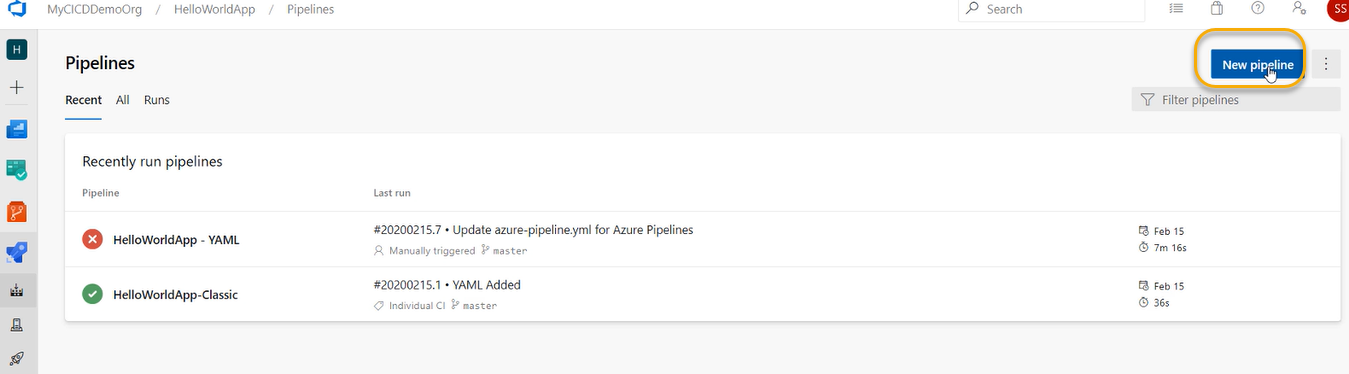 MyCICDDemoOrg / HelloWorldApp / Pipelines
Search
SS
H
Pipelines
New pipeline
Recent All Runs
Filter pipelines
Recently run pipelines
Pipeline Last run
HelloWorldApp - YAML
#20200215.7 • Update azure-pipeline.yml for Azure Pipelines
Manually triggered master
Feb 15
7m 16s
HelloWorldApp-Classic
#20200215.1 • YAML Added
Individual CI master
Feb 15
36s